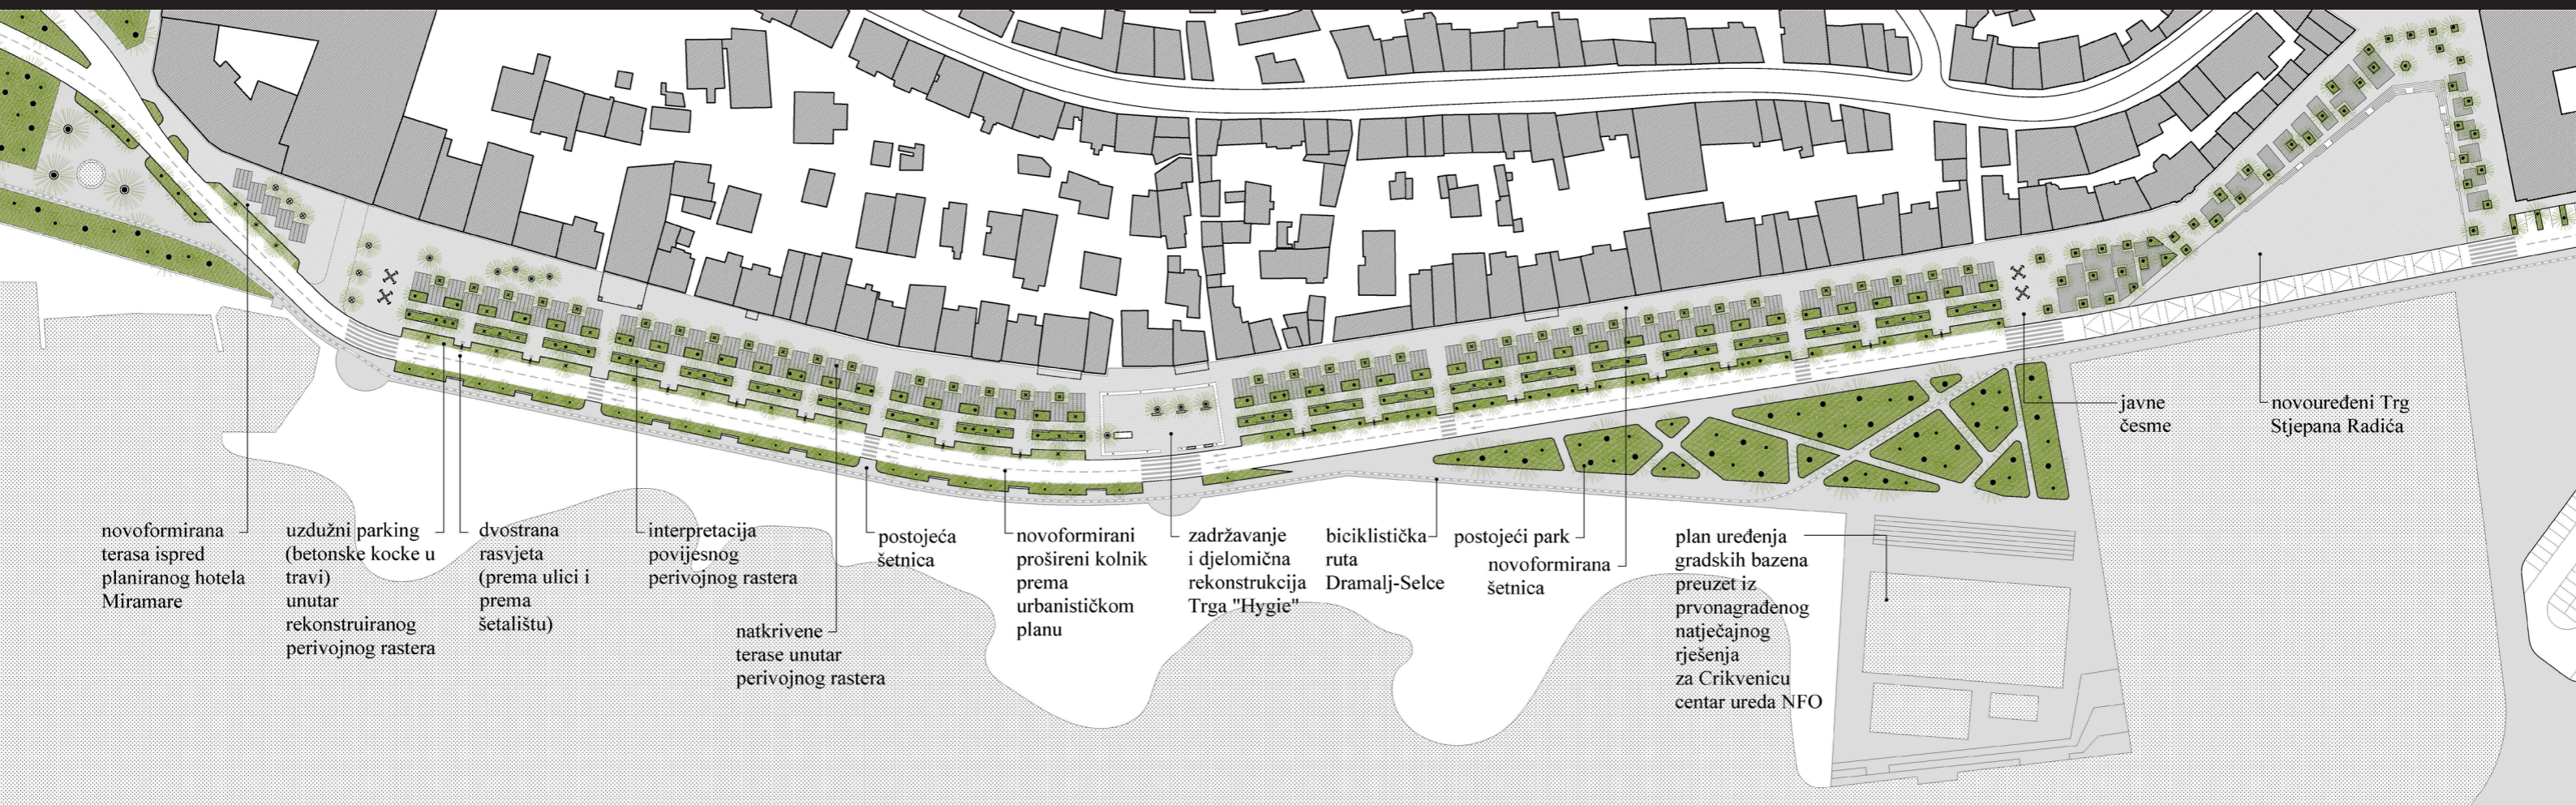 novoformirana
terasa ispred
planiranog hotela
Miramare
uzdužni parking
(betonske kocke u
travi)
unutar
rekonstruiranog
perivojnog rastera
dvostrana
rasvjeta
(prema ulici i
prema
šetalištu)
interpretacija
povijesnog
perivojnog rastera
natkrivene
terase unutar
perivojnog rastera
postojeća
šetnica
novoformirani
prošireni kolnik
prema
urbanističkom
planu
zadržavanje
i djelomična
rekonstrukcija
Trga "Hygie"
biciklistička
ruta
Dramalj-Selce
postojeći park
novoformirana
šetnica
plan uređenja
gradskih bazena
preuzet iz
prvonagrađenog
natječajnog
rješenja
za Crikvenicu
centar ureda NFO
javne
česme
novouređeni Trg
Stjepana Radića